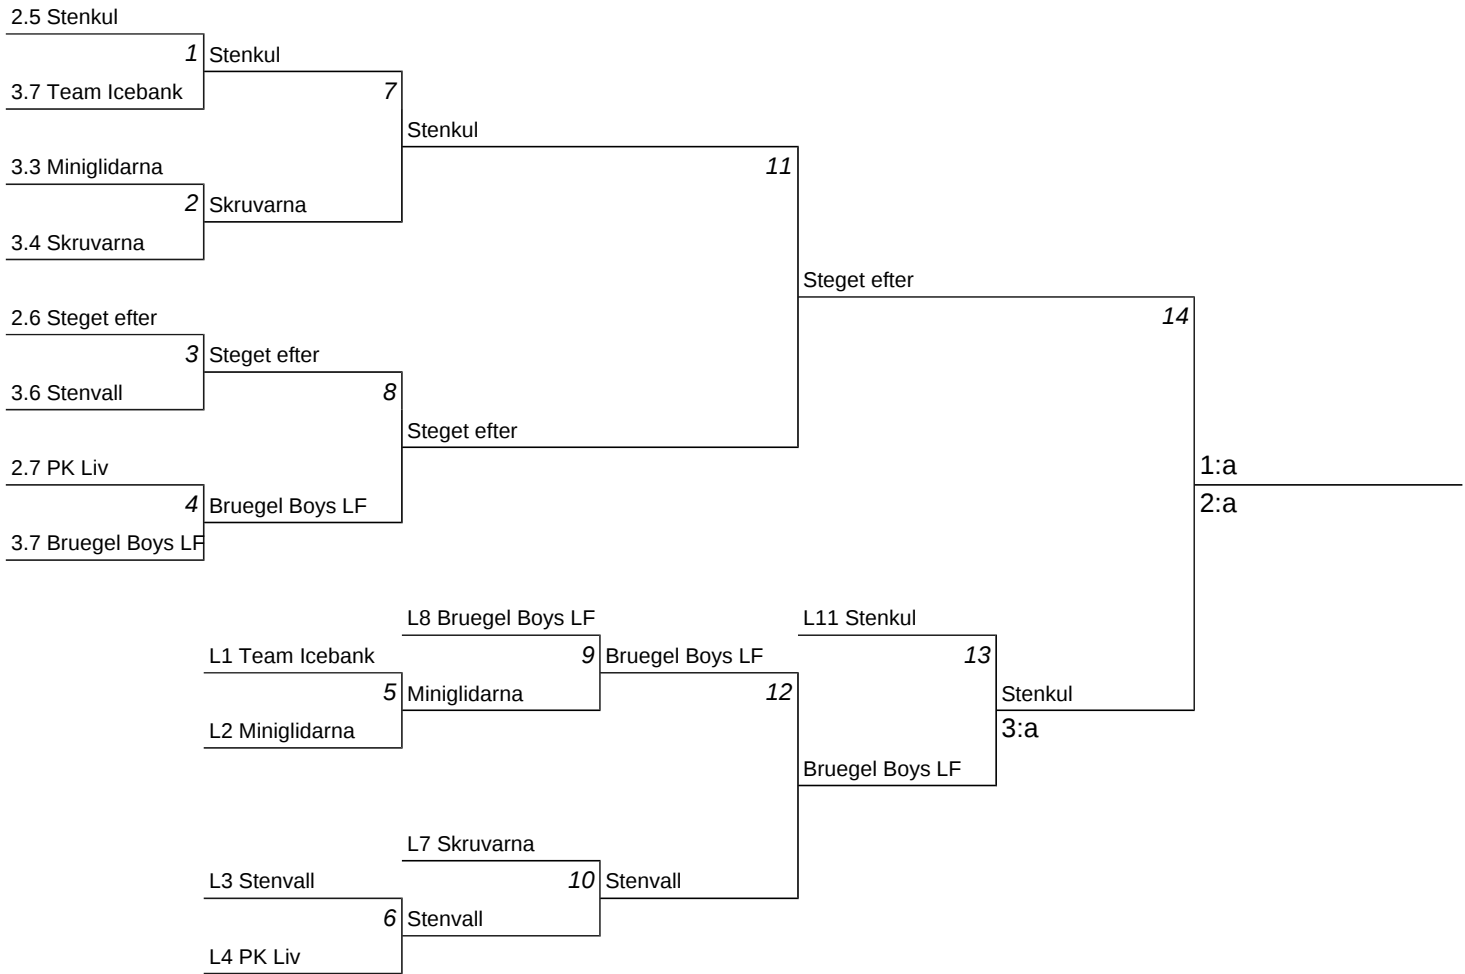 2.5 Stenkul
1 Stenkul
3.7 Team Icebank
7
Stenkul
3.3 Miniglidarna
11
2 Skruvarna
3.4 Skruvarna
Steget efter
2.6 Steget efter
14
3 Steget efter
3.6 Stenvall
8
Steget efter
2.7 PK Liv
1:a
4 Bruegel Boys LF
2:a
3.7 Bruegel Boys LF
L8 Bruegel Boys LF
L11 Stenkul
L1 Team Icebank
9 Bruegel Boys LF
13
5 Miniglidarna
12
Stenkul
L2 Miniglidarna
3:a
Bruegel Boys LF
L7 Skruvarna
L3 Stenvall
10 Stenvall
6 Stenvall
L4 PK Liv